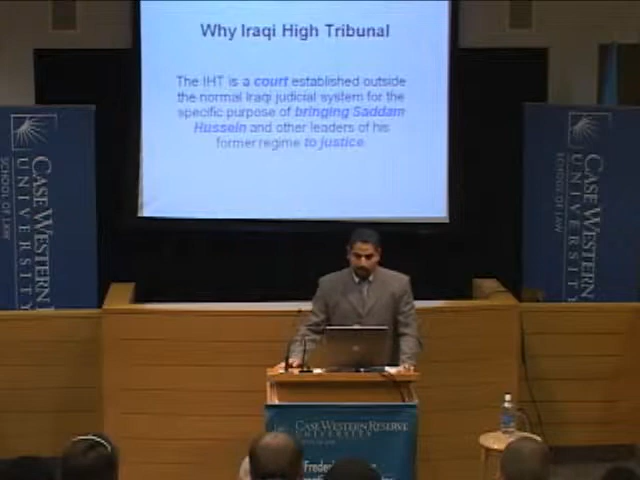 Why Iraqi High Tribunal
The IHT is a court established outside
the normal Iraqi judicial system for the
specific purpose of bringing Saddam
Hussein and other leaders of his
former regime to justice
CASE WESTERN
UNIVERSITY
SCHOOL OF LAW
CASE WESTERN
UNIVERSITY
SCHOOL OF LAW
CASE WESTERN RESERVE
UNIVERSITY